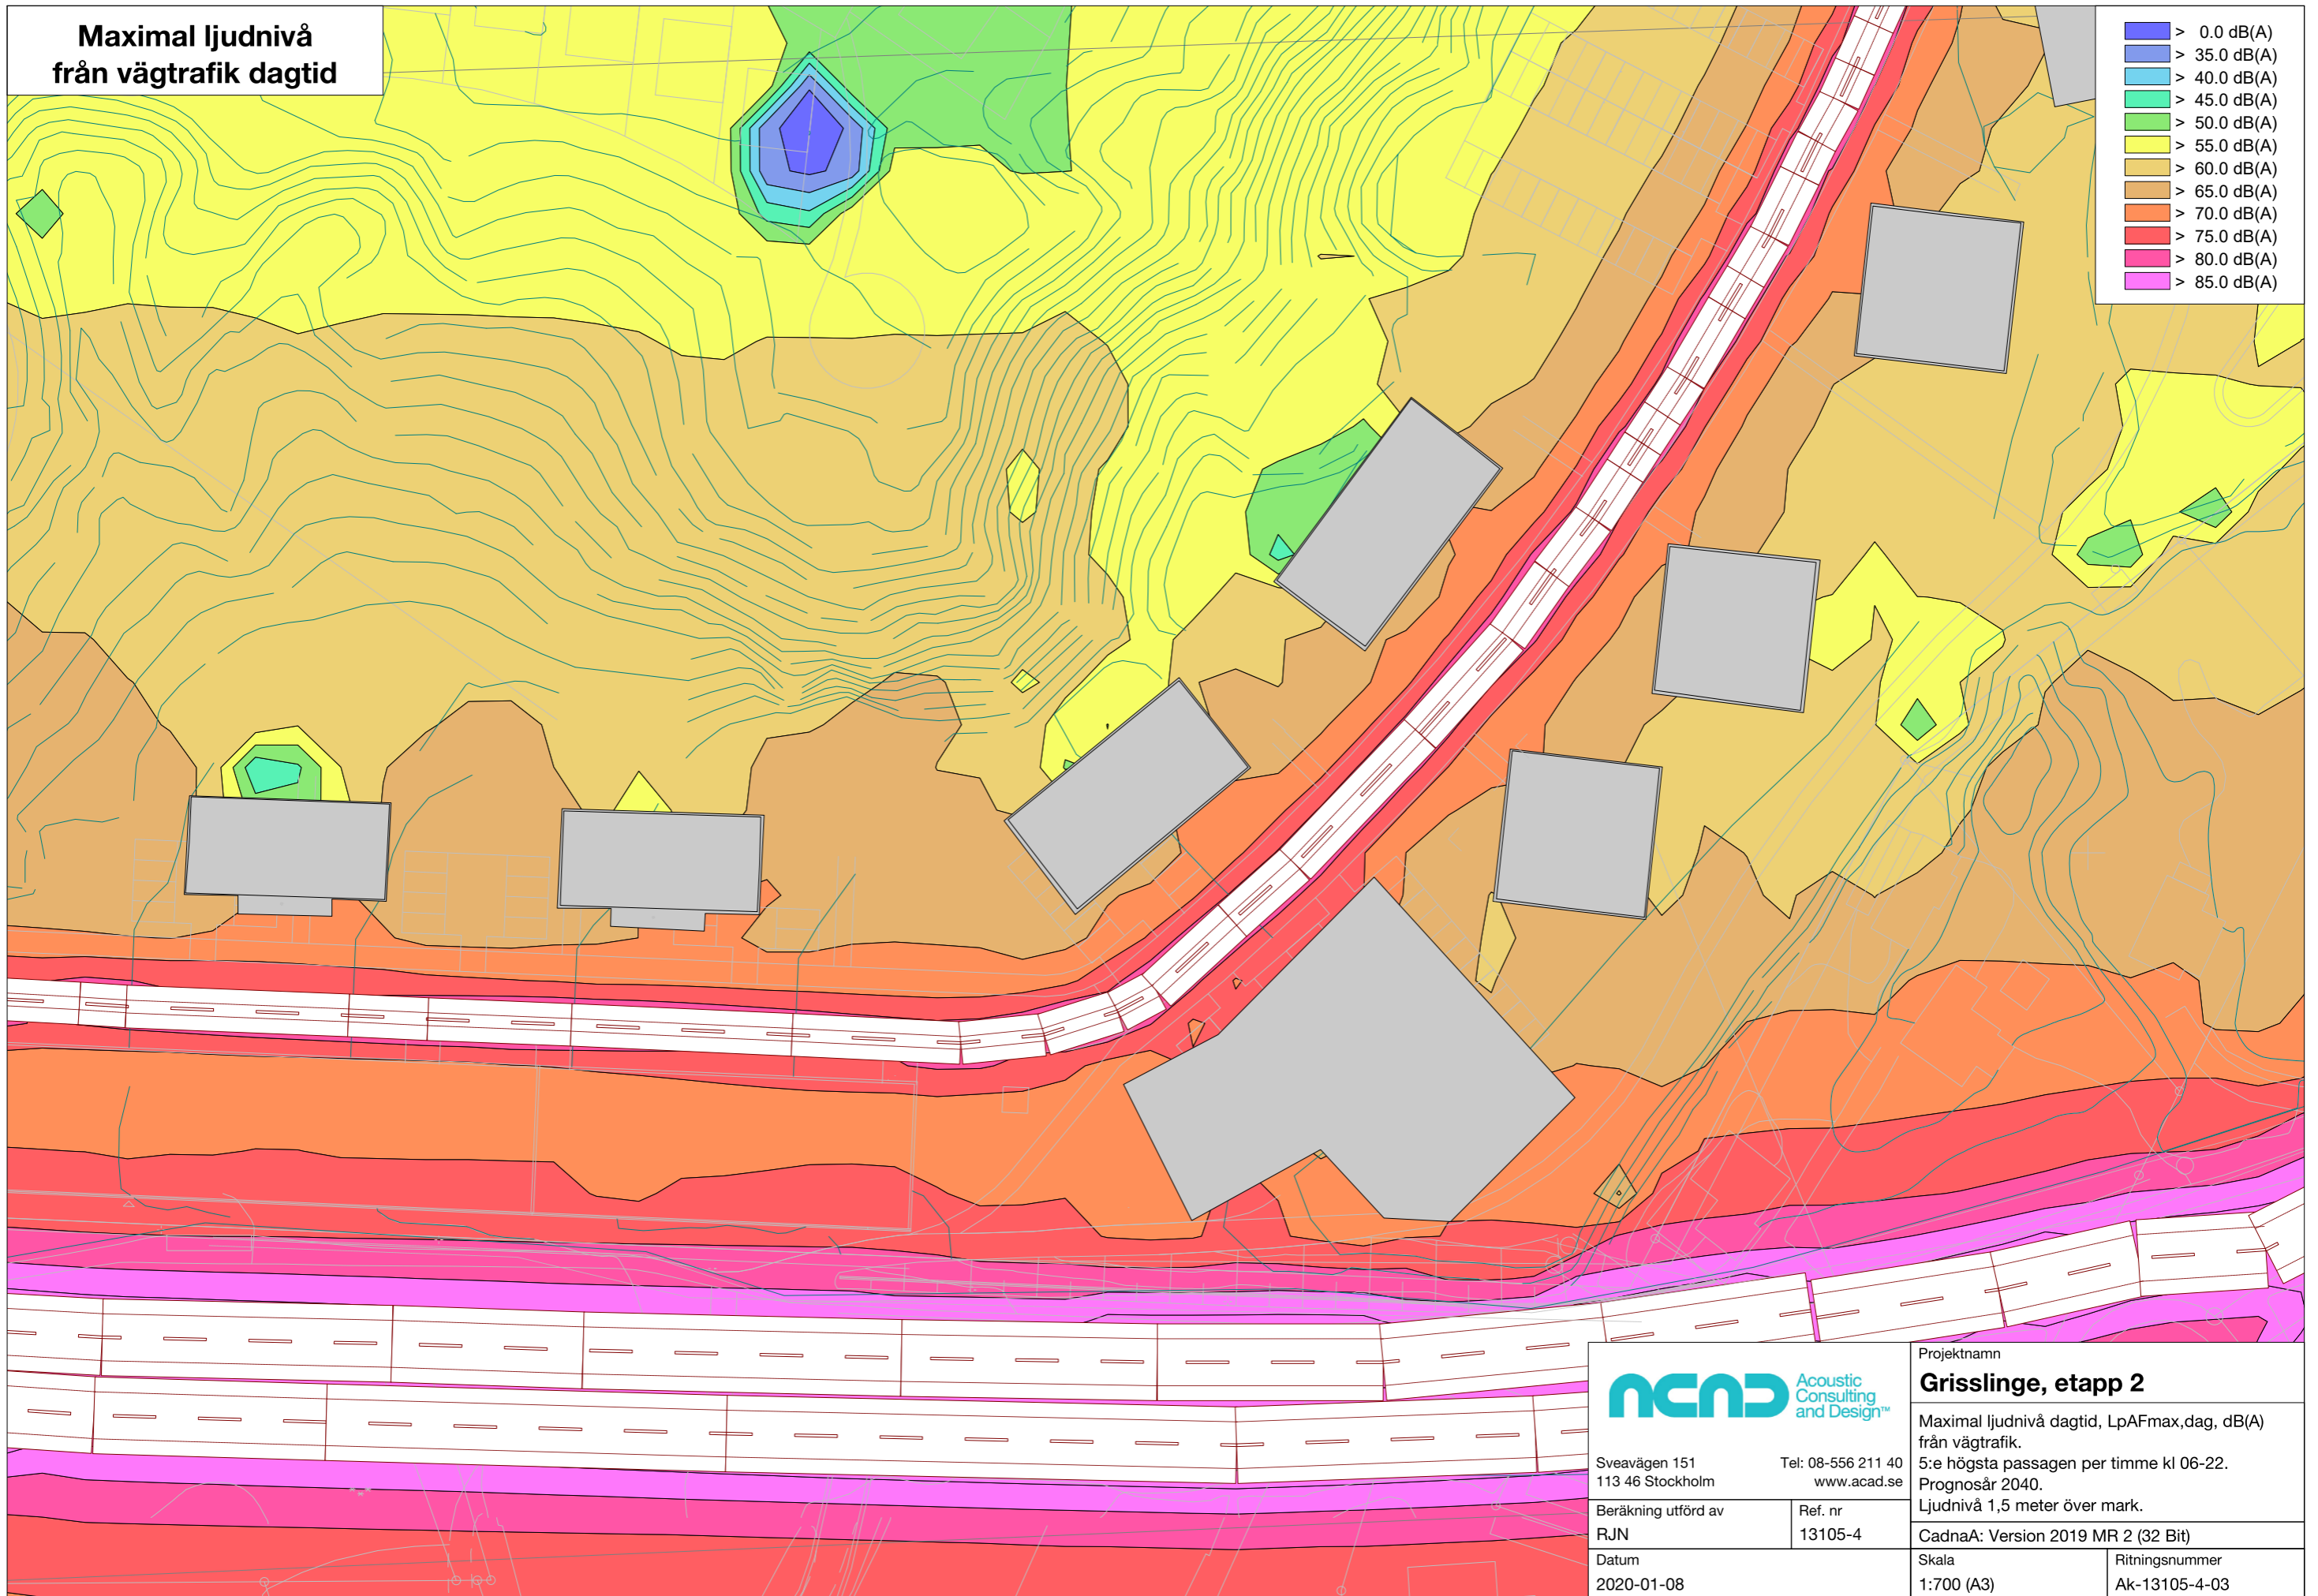 Maximal ljudnivå
från vägtrafik dagtid
> 0.0 dB(A)
> 35.0 dB(A)
> 40.0 dB(A)
> 45.0 dB(A)
> 50.0 dB(A)
> 55.0 dB(A)
> 60.0 dB(A)
> 65.0 dB(A)
> 70.0 dB(A)
> 75.0 dB(A)
> 80.0 dB(A)
> 85.0 dB(A)
ACAD
Acoustic
Consulting
and Design™
Sveavägen 151
Tel: 08-556 211 40
113 46 Stockholm
www.acad.se
Beräkning utförd av
RJN
Ref. nr
13105-4
Datum
2020-01-08
Projektnamn
Grisslinge, etapp 2
Maximal ljudnivå dagtid, LpAFmax,dag, dB(A)
från vägtrafik.
5:e högsta passagen per timme kl 06-22.
Prognosår 2040.
Ljudnivå 1,5 meter över mark.
CadnaA: Version 2019 MR 2 (32 Bit)
Skala
1:700 (A3)
Ritningsnummer
Ak-13105-4-03